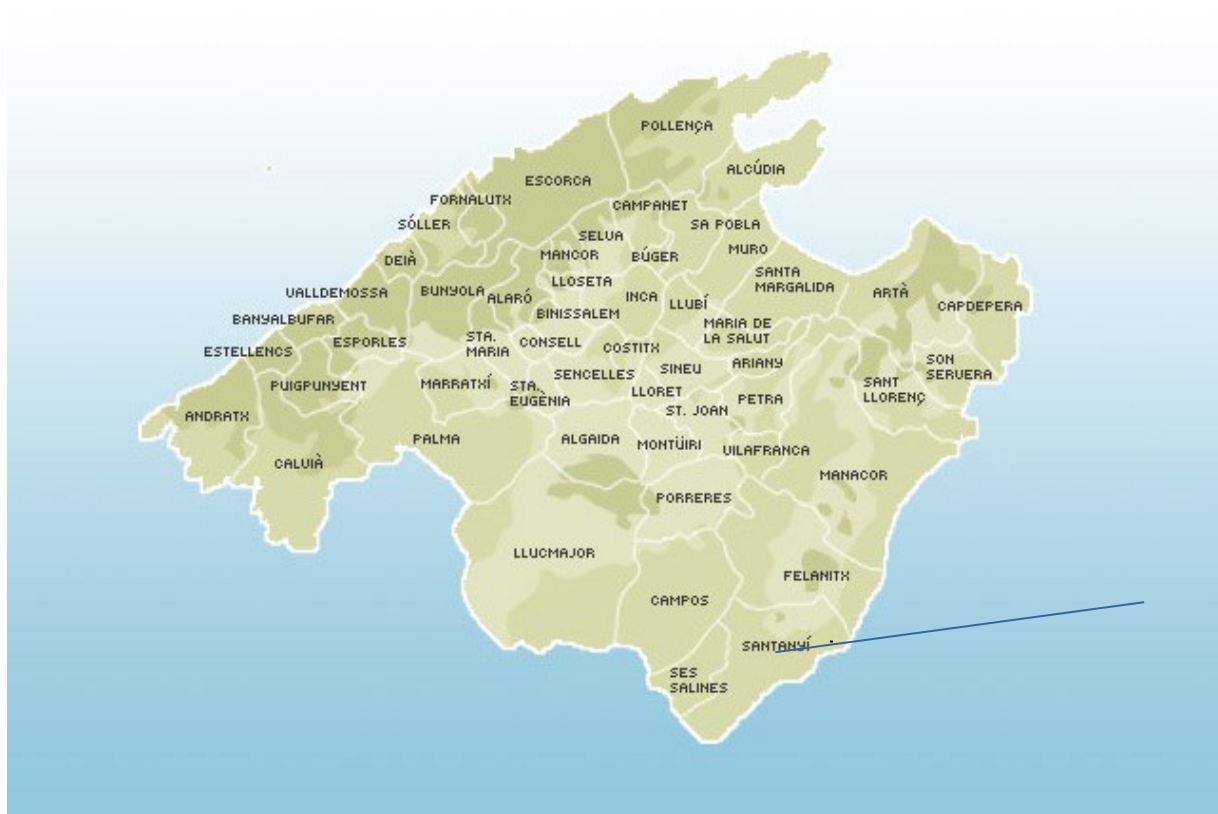 POLLENÇA
ALCÚDIA
ESCORCA
FORNALUTX
CAMPANET
SÓLLER
SA POBLA
SELVA
MURO
MANCOR
BÚGER
DEIÀ
SANTA
MARGALIDA
LLOSETA
VALLDEMOSSA
BUNYOLA
ALARÓ
INCA
LLUBÍ
ARTÀ
CAPDEPERA
BINISSALEM
BANYALBUFAR
MARIA DE
LA SALUT
ESPORLES
STA.
MARIA
CONSELL
COSTITX
ESTELLENCS
ARIANY
SON
SERVERA
SINEU
SENCELLES
PUIGPUNYENT
MARRATXÍ
STA.
EUGÈNIA
LLORET
SANT
LLORENÇ
PETRA
ST. JOAN
ANDRATX
PALMA
ALGAIDA
MONTÜIRI
VILAFRANCA
CALVIÀ
MANACOR
PORRERES
LLUCMAJOR
FELANITX
CAMPOS
SANTANYÍ
SES
SALINES